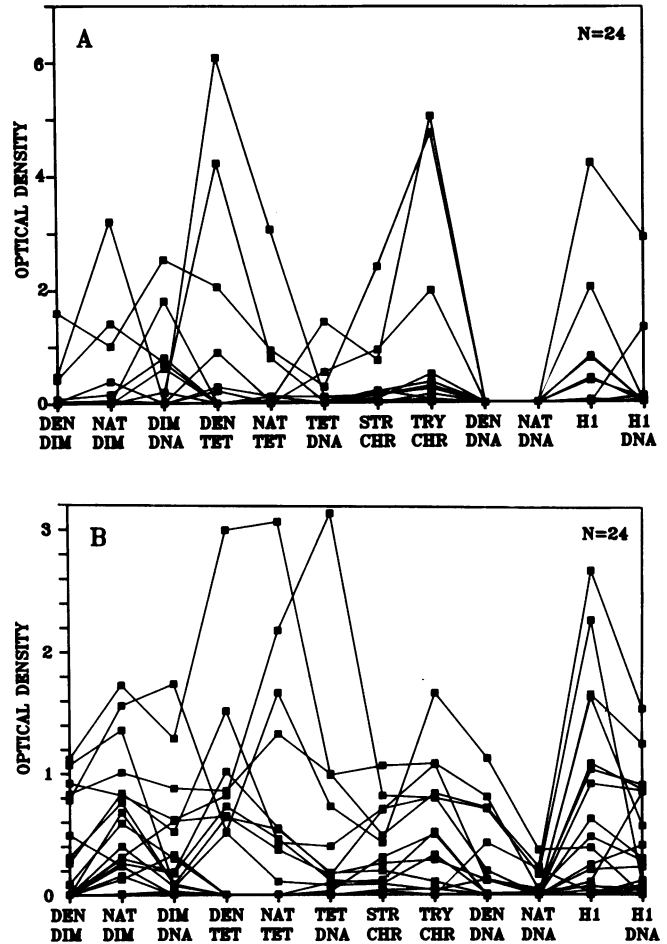 A
N=24
OPTICAL DENSITY
6
4
2
0
DEN NAT DIM DEN NAT TET STR TRY DEN NAT H1 H1
DIM DIM DNA TET TET DNA CHR CHR DNA DNA DNA
B
N=24
OPTICAL DENSITY
3
2
1
0
DEN NAT DIM DEN NAT TET STR TRY DEN NAT H1 H1
DIM DIM DNA TET TET DNA CHR CHR DNA DNA DNA